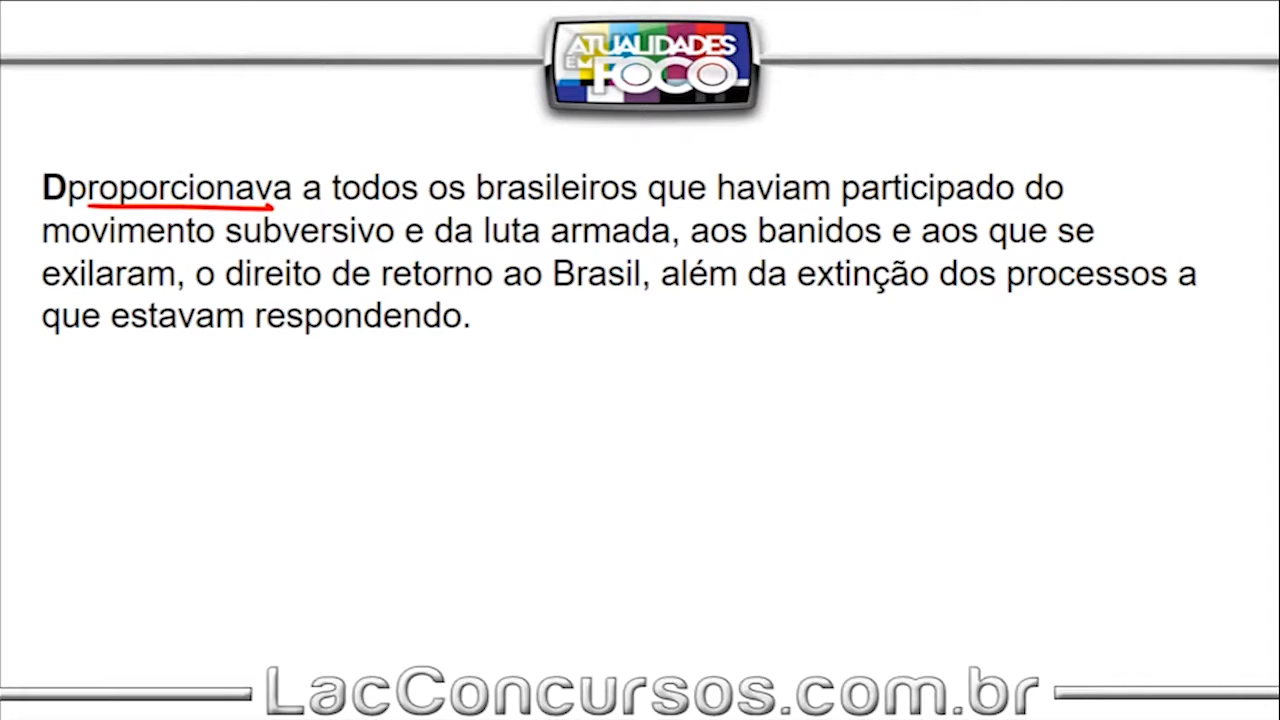 ATUALIDADES
EM FOCO
Dproporcionava a todos os brasileiros que haviam participado do
movimento subversivo e da luta armada, aos banidos e aos que se
exilaram, o direito de retorno ao Brasil, além da extinção dos processos a
que estavam respondendo.
LacConcursos.com.br